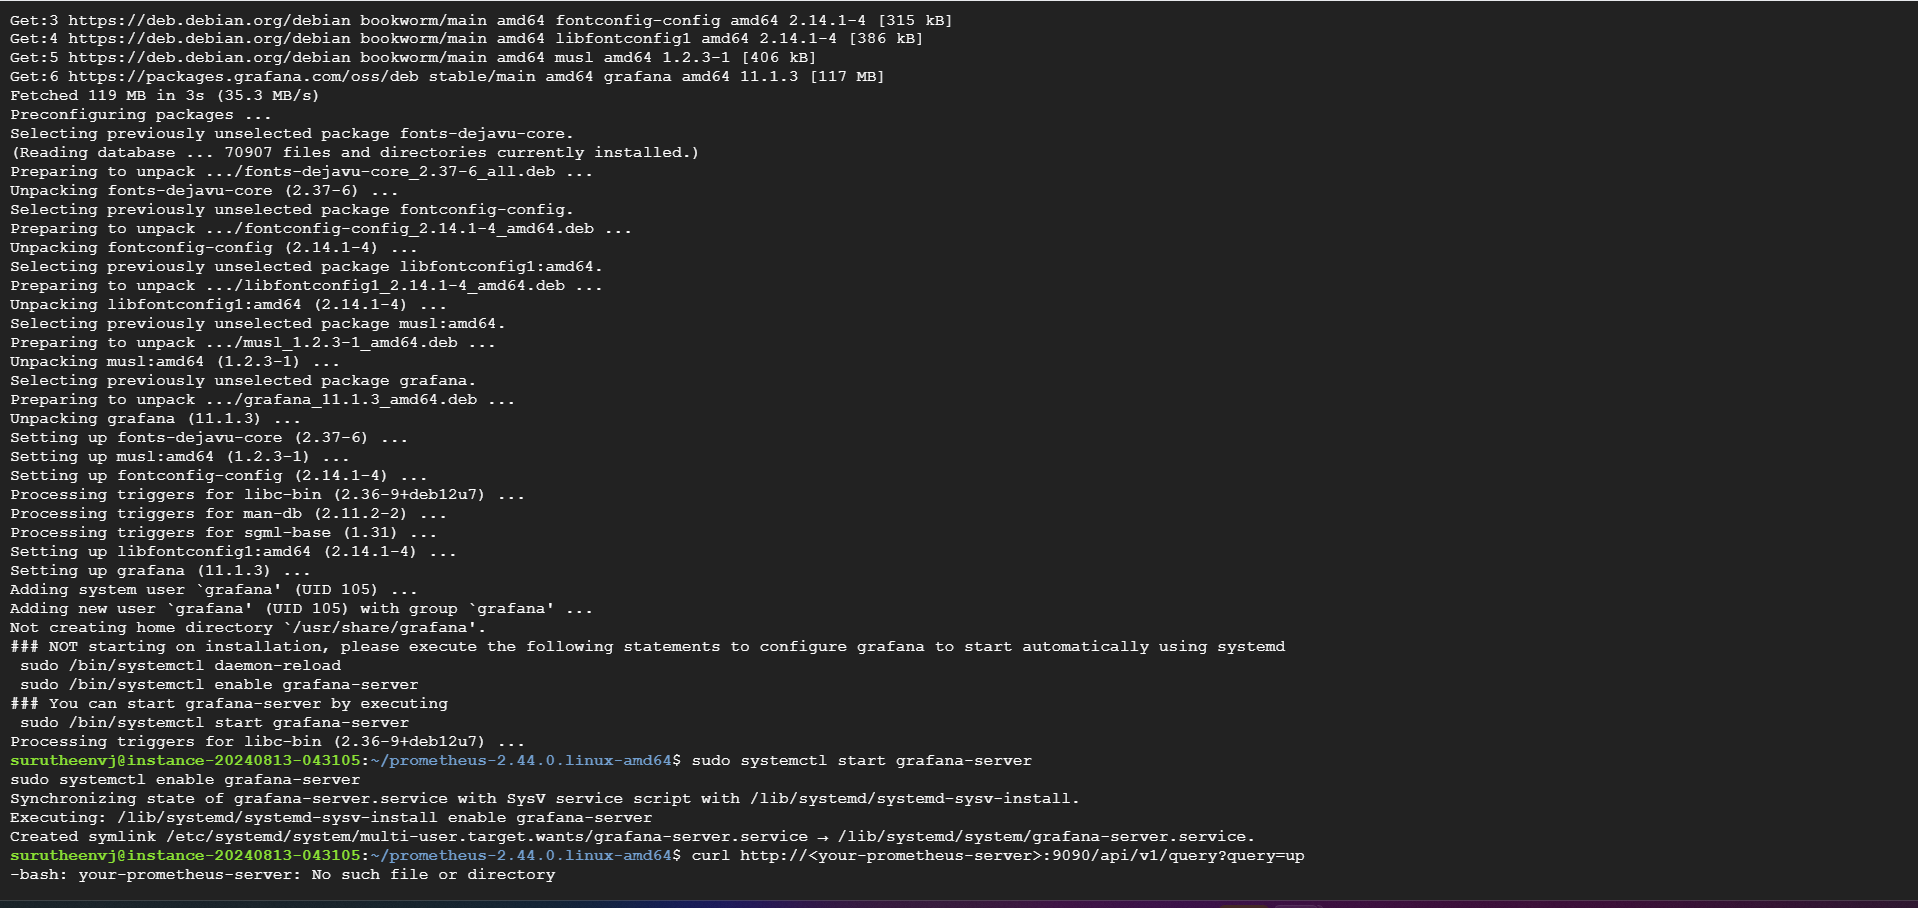 Get:3 https://deb.debian.org/debian bookworm/main amd64 fontconfig-config amd64 2.14.1-4 [315 kB]
Get:4 https://deb.debian.org/debian bookworm/main amd64 libfontconfig1 amd64 2.14.1-4 [386 kB]
Get:5 https://deb.debian.org/debian bookworm/main amd64 musl amd64 1.2.3-1 [406 kB]
Get:6 https://packages.grafana.com/oss/deb stable/main amd64 grafana amd64 11.1.3 [117 MB]
Fetched 119 MB in 3s (35.3 MB/s)
Preconfiguring packages ...
Selecting previously unselected package fonts-dejavu-core.
(Reading database ... 70907 files and directories currently installed.)
Preparing to unpack .../fonts-dejavu-core_2.37-6_all.deb ...
Unpacking fonts-dejavu-core (2.37-6) ...
Selecting previously unselected package fontconfig-config.
Preparing to unpack .../fontconfig-config_2.14.1-4_amd64.deb ...
Unpacking fontconfig-config (2.14.1-4) ...
Selecting previously unselected package libfontconfig1:amd64.
Preparing to unpack .../libfontconfig1_2.14.1-4_amd64.deb ...
Unpacking libfontconfig1:amd64 (2.14.1-4) ...
Selecting previously unselected package musl:amd64.
Preparing to unpack .../musl_1.2.3-1_amd64.deb ...
Unpacking musl:amd64 (1.2.3-1) ...
Selecting previously unselected package grafana.
Preparing to unpack .../grafana_11.1.3_amd64.deb ...
Unpacking grafana (11.1.3) ...
Setting up fonts-dejavu-core (2.37-6) ...
Setting up musl:amd64 (1.2.3-1) ...
Setting up fontconfig-config (2.14.1-4) ...
Processing triggers for libc-bin (2.36-9+deb12u7) ...
Processing triggers for man-db (2.11.2-2) ...
Processing triggers for sgml-base (1.31) ...
Setting up libfontconfig1:amd64 (2.14.1-4) ...
Setting up grafana (11.1.3) ...
Adding system user `grafana' (UID 105) ...
Adding new user `grafana' (UID 105) with group `grafana' ...
Not creating home directory `/usr/share/grafana'.
### NOT starting on installation, please execute the following statements to configure grafana to start automatically using systemd
 sudo /bin/systemctl daemon-reload
 sudo /bin/systemctl enable grafana-server
### You can start grafana-server by executing
 sudo /bin/systemctl start grafana-server
Processing triggers for libc-bin (2.36-9+deb12u7) ...
surutheenvj@instance-20240813-043105:~/prometheus-2.44.0.linux-amd64$ sudo systemctl start grafana-server
sudo systemctl enable grafana-server
Synchronizing state of grafana-server.service with SysV service script with /lib/systemd/systemd-sysv-install.
Executing: /lib/systemd/systemd-sysv-install enable grafana-server
Created symlink /etc/systemd/system/multi-user.target.wants/grafana-server.service → /lib/systemd/system/grafana-server.service.
surutheenvj@instance-20240813-043105:~/prometheus-2.44.0.linux-amd64$ curl http://<your-prometheus-server>:9090/api/v1/query?query=up
-bash: your-prometheus-server: No such file or directory